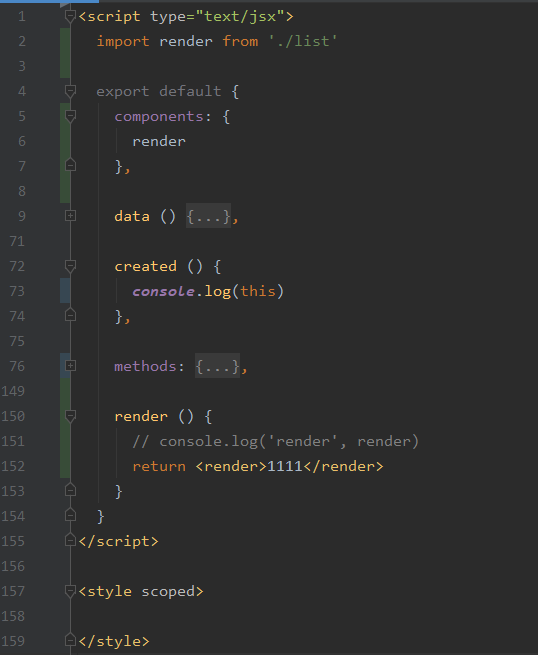 1 <script type="text/jsx">
2 import render from './list'
3
4 export default {
5 components: {
6 render
7 },
8
9 data () {...},
71
72 created () {
73 console.log(this)
74 },
75
76 methods: {...},
149
150 render () {
151 // console.log('render', render)
152 return <render>1111</render>
153 }
154 }
155 </script>
156
157 <style scoped>
158
159 </style>